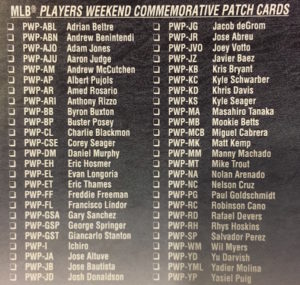 MLB® PLAYERS WEEKEND COMMEMORATIVE PATCH CARDS
PWP-ABL Adrian Beltre
PWP-ABN Andrew Benintendi
PWP-AJO Adam Jones
PWP-AJU Aaron Judge
PWP-AM Andrew McCutchen
PWP-AP Albert Pujols
PWP-AR Amed Rosario
PWP-ARI Anthony Rizzo
PWP-BB Byron Buxton
PWP-BP Buster Posey
PWP-CL Charlie Blackmon
PWP-CSE Corey Seager
PWP-DM Daniel Murphy
PWP-EH Eric Hosmer
PWP-EL Evan Longoria
PWP-ET Eric Thames
PWP-FF Freddie Freeman
PWP-FL Francisco Lindor
PWP-GSA Gary Sanchez
PWP-GSP George Springer
PWP-GST Giancarlo Stanton
PWP-I Ichiro
PWP-JA Jose Altuve
PWP-JB Jose Bautista
PWP-JD Josh Donaldson
PWP-JG Jacob deGrom
PWP-JR Jose Abreu
PWP-JVO Joey Votto
PWP-JZ Javier Baez
PWP-KB Kris Bryant
PWP-KC Kyle Schwarber
PWP-KD Khris Davis
PWP-KS Kyle Seager
PWP-MA Masahiro Tanaka
PWP-MB Mookie Betts
PWP-MCB Miguel Cabrera
PWP-MK Matt Kemp
PWP-MM Manny Machado
PWP-MT Mike Trout
PWP-NA Nolan Arenado
PWP-NC Nelson Cruz
PWP-PC Paul Goldschmidt
PWP-RC Robinson Cano
PWP-RD Rafael Devers
PWP-RH Rhys Hoskins
PWP-SP Salvador Perez
PWP-WM Wil Myers
PWP-YD Yu Darvish
PWP-YML Yadier Molina
PWP-YP Yasiel Puig